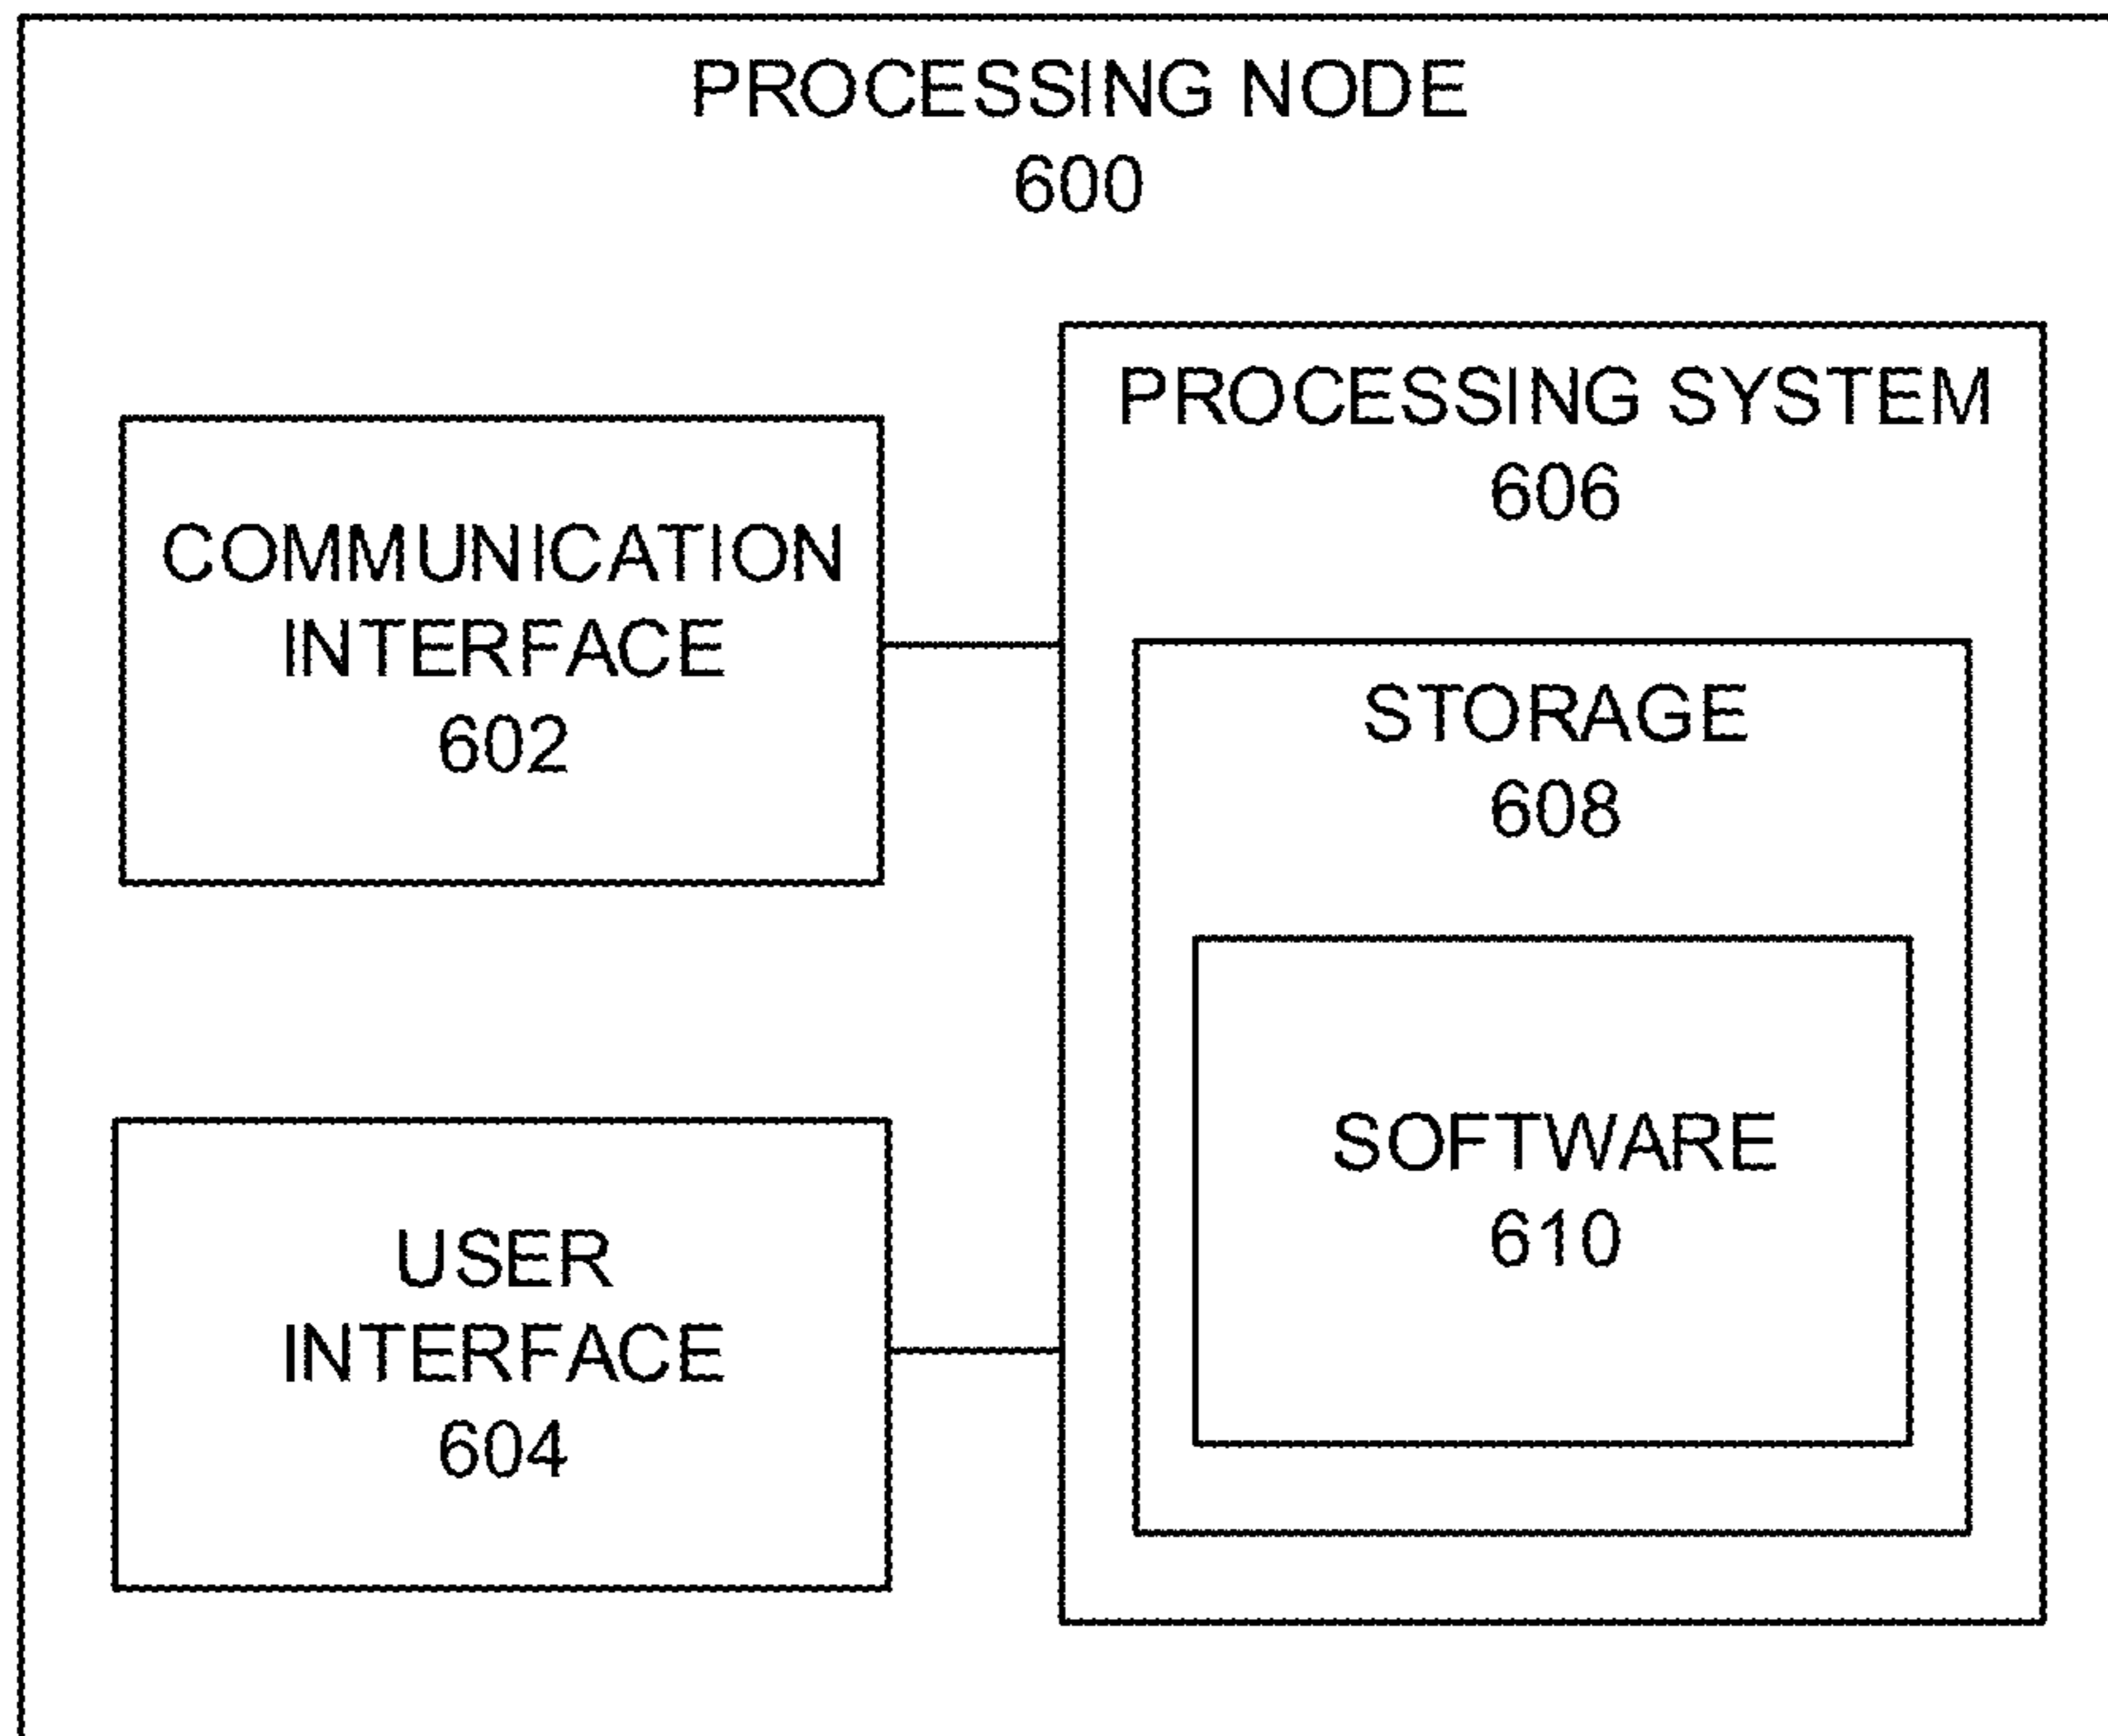 PROCESSING NODE
600
PROCESSING SYSTEM
606
COMMUNICATION
INTERFACE
602
STORAGE
608
SOFTWARE
610
USER
INTERFACE
604